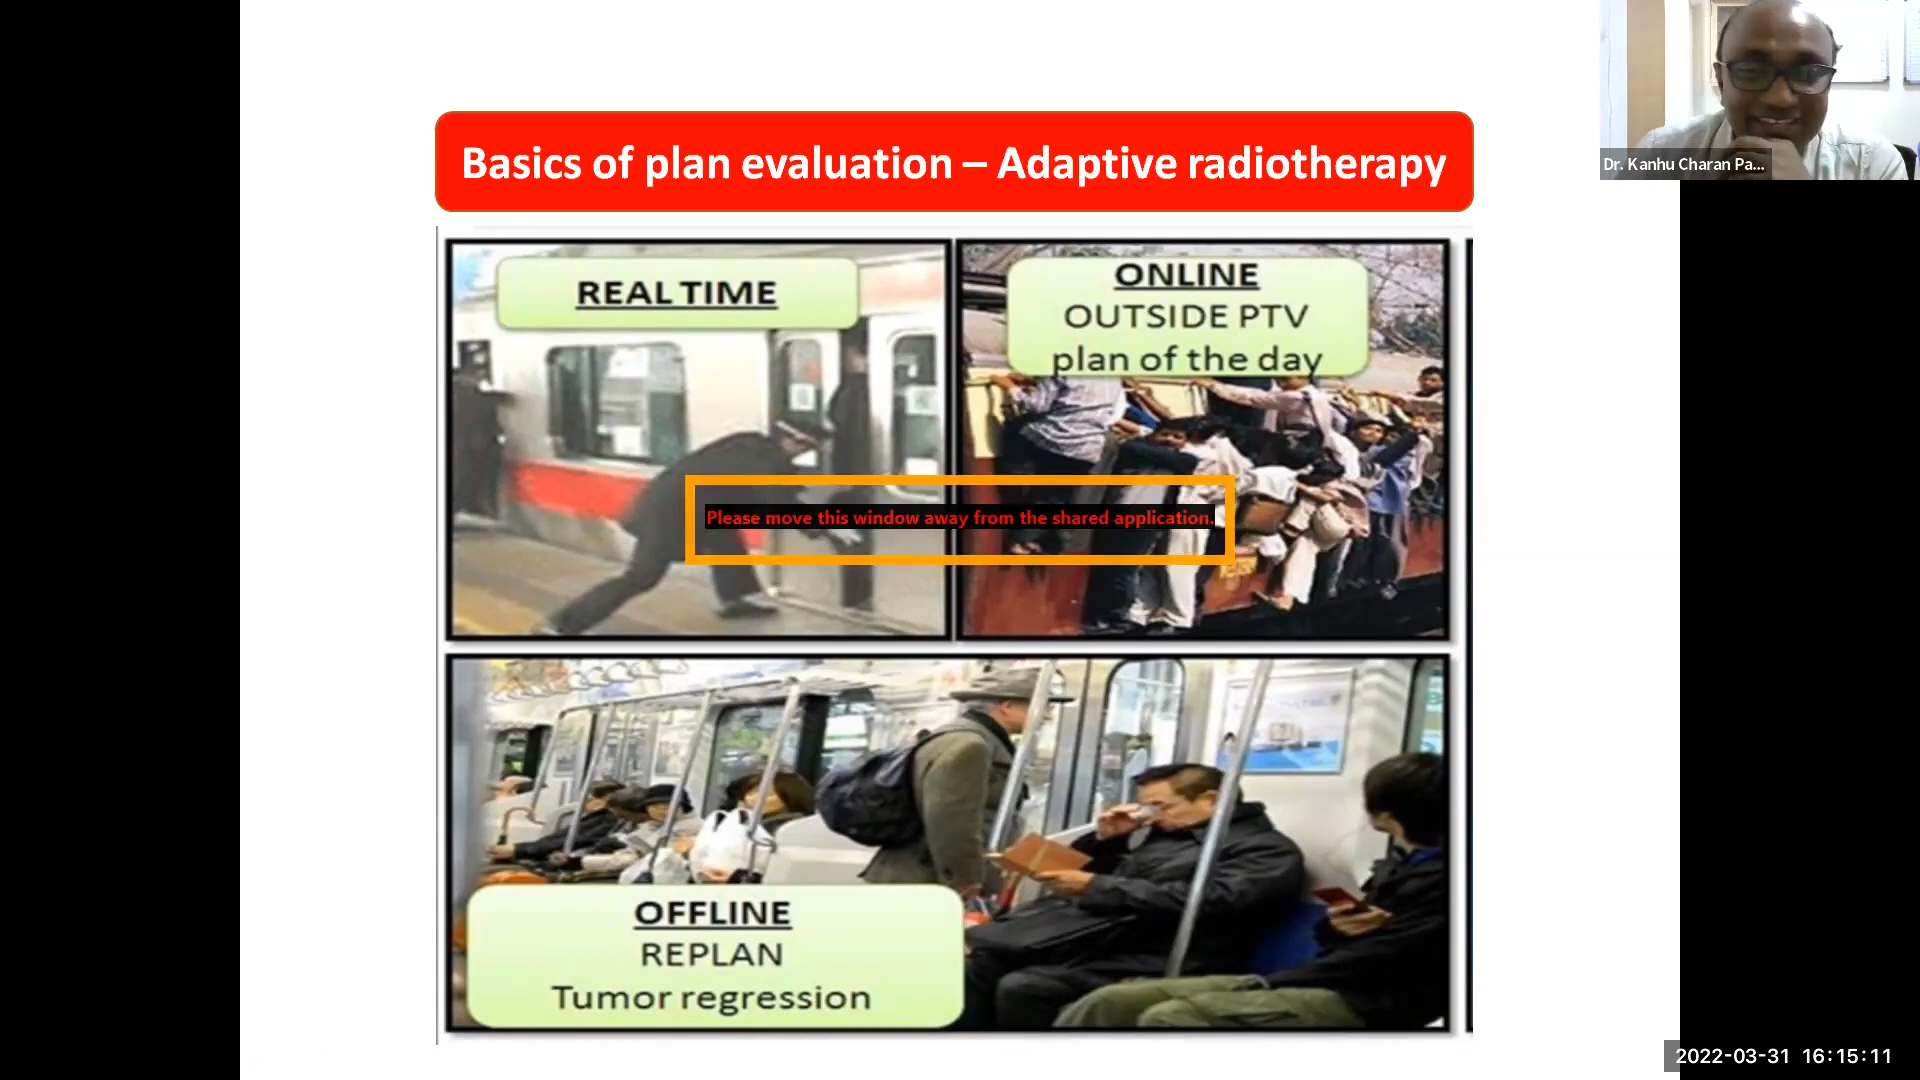 Basics of plan evaluation – Adaptive radiotherapy
Dr. Kanhu Charan Pa...
REAL TIME
ONLINE
OUTSIDE PTV
plan of the day
Please move this window away from the shared application.
OFFLINE
REPLAN
Tumor regression
2022-03-31 16:15:11